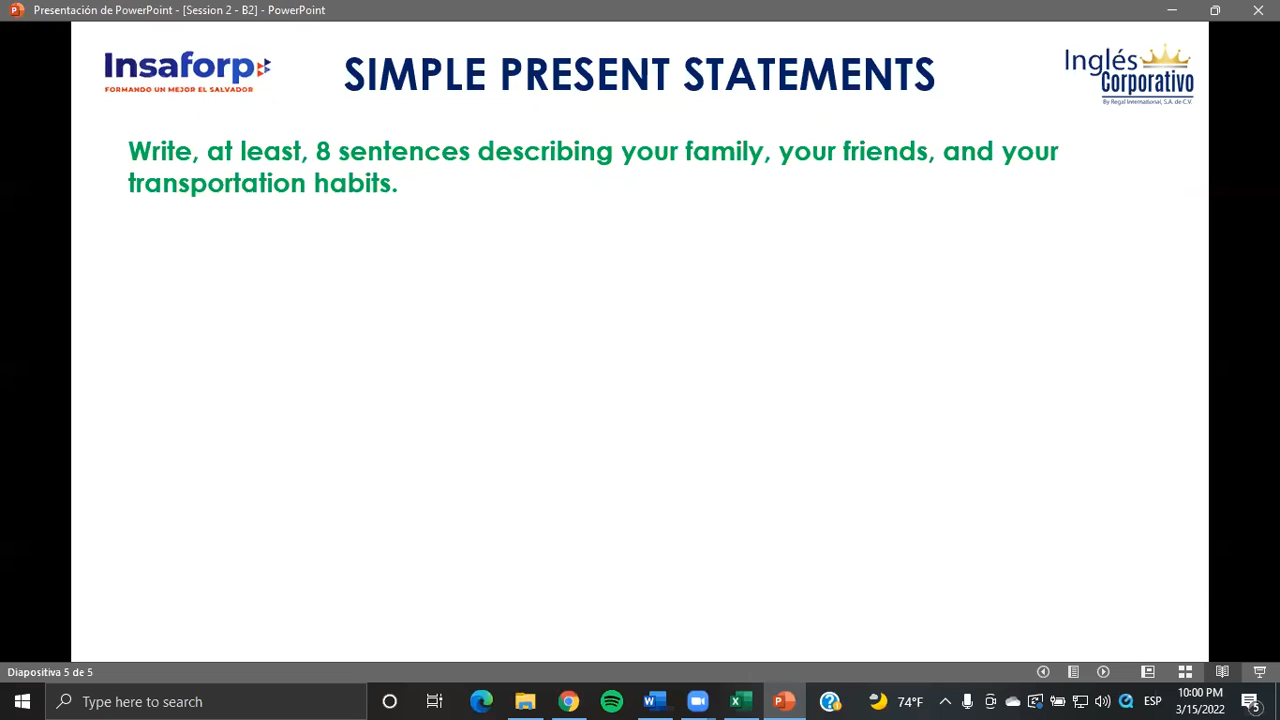 Presentación de PowerPoint - [Session 2 - B2] - PowerPoint
Insaforp
FORMANDO UN MEJOR EL SALVADOR
SIMPLE PRESENT STATEMENTS
Inglés
Corporativo
By Regal International, S.A. de C.V.
Write, at least, 8 sentences describing your family, your friends, and your
transportation habits.
Diapositiva 5 de 5
Type here to search
74°F
ESP
10:00 PM
3/15/2022
5